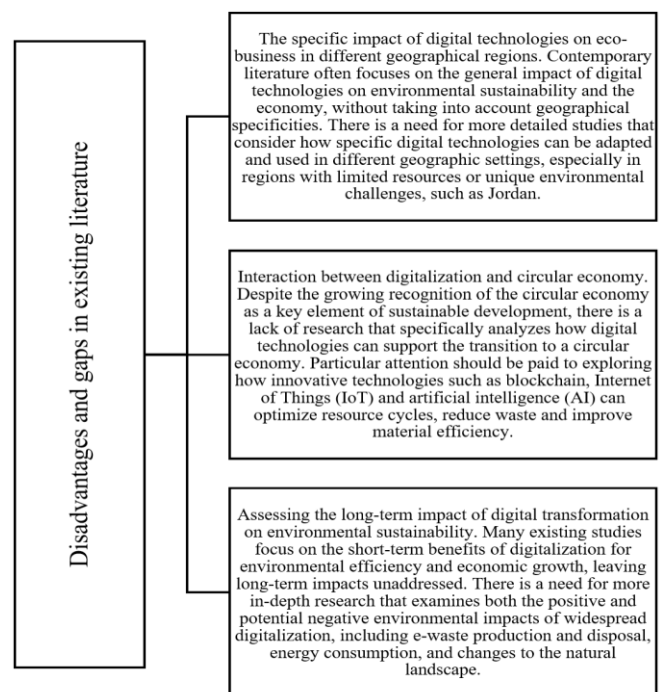 Disadvantages and gaps in existing literature
The specific impact of digital technologies on eco-
business in different geographical regions. Contemporary
literature often focuses on the general impact of digital
technologies on environmental sustainability and the
economy, without taking into account geographical
specificities. There is a need for more detailed studies that
consider how specific digital technologies can be adapted
and used in different geographic settings, especially in
regions with limited resources or unique environmental
challenges, such as Jordan.
Interaction between digitalization and circular economy.
Despite the growing recognition of the circular economy
as a key element of sustainable development, there is a
lack of research that specifically analyzes how digital
technologies can support the transition to a circular
economy. Particular attention should be paid to exploring
how innovative technologies such as blockchain, Internet
of Things (IoT) and artificial intelligence (AI) can
optimize resource cycles, reduce waste and improve
material efficiency.
Assessing the long-term impact of digital transformation
on environmental sustainability. Many existing studies
focus on the short-term benefits of digitalization for
environmental efficiency and economic growth, leaving
long-term impacts unaddressed. There is a need for more
in-depth research that examines both the positive and
potential negative environmental impacts of widespread
digitalization, including e-waste production and disposal,
energy consumption, and changes to the natural
landscape.